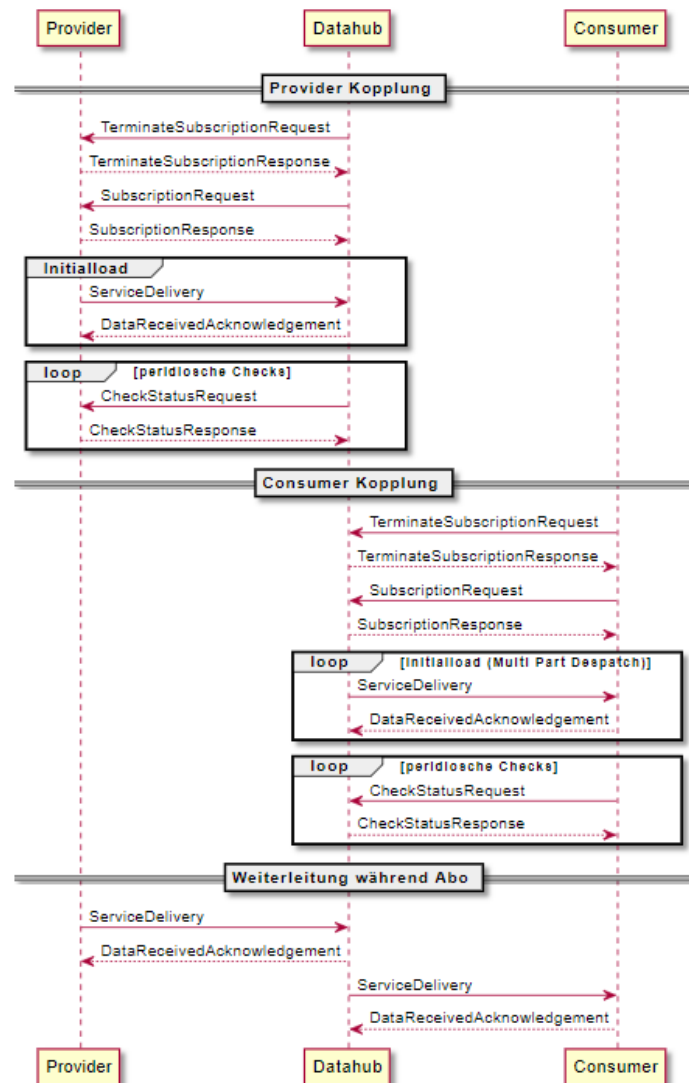 Provider Datahub Consumer
Provider Kopplung
TerminateSubscriptionRequest
TerminateSubscriptionResponse
SubscriptionRequest
SubscriptionResponse
Initialload
ServiceDelivery
DataReceivedAcknowledgement
loop [peridiosche Checks]
CheckStatusRequest
CheckStatusResponse
Consumer Kopplung
TerminateSubscriptionRequest
TerminateSubscriptionResponse
SubscriptionRequest
SubscriptionResponse
loop [Initialload (Multi Part Despatch)]
ServiceDelivery
DataReceivedAcknowledgement
loop [peridiosche Checks]
CheckStatusRequest
CheckStatusResponse
Weiterleitung während Abo
ServiceDelivery
DataReceivedAcknowledgement
ServiceDelivery
DataReceivedAcknowledgement
Provider Datahub Consumer